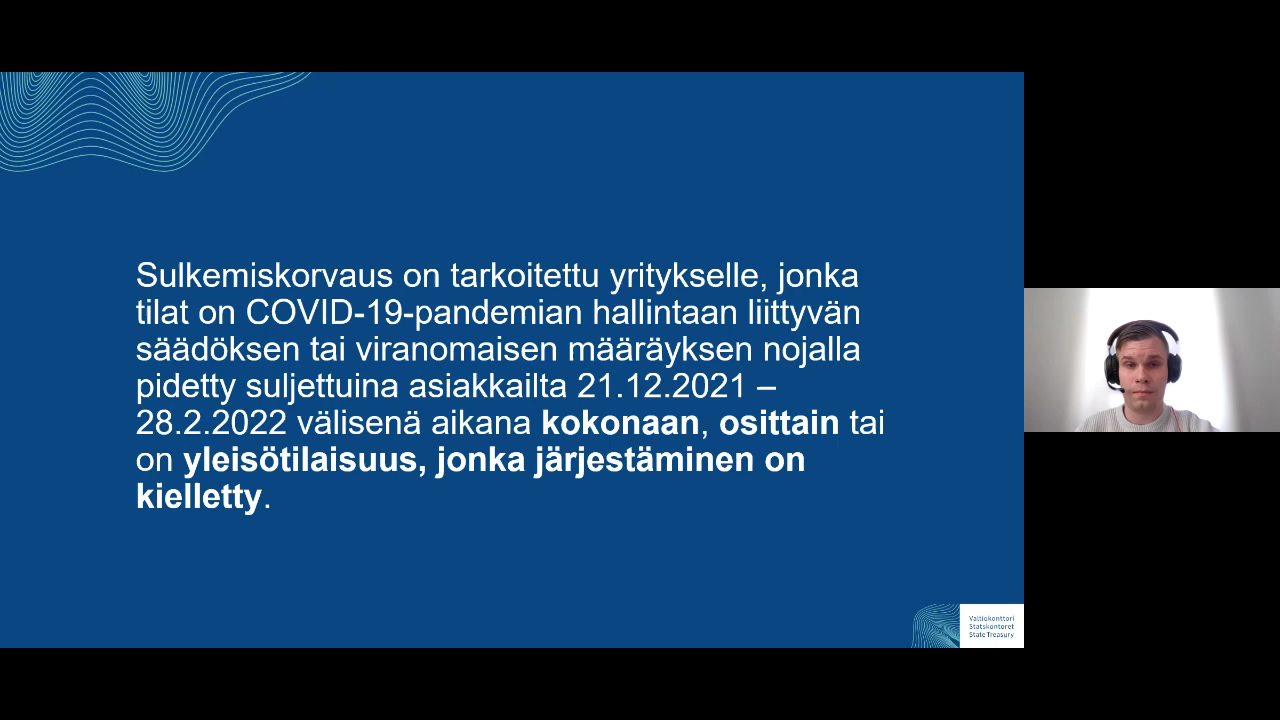 Sulkemiskorvaus on tarkoitettu yritykselle, jonka
tilat on COVID-19-pandemian hallintaan liittyvän
säädöksen tai viranomaisen määräyksen nojalla
pidetty suljettuina asiakkailta 21.12.2021 –
28.2.2022 välisenä aikana kokonaan, osittain tai
on yleisötilaisuus, jonka järjestäminen on
kielletty.
Valtiokonttori
Statskontoret
State Treasury